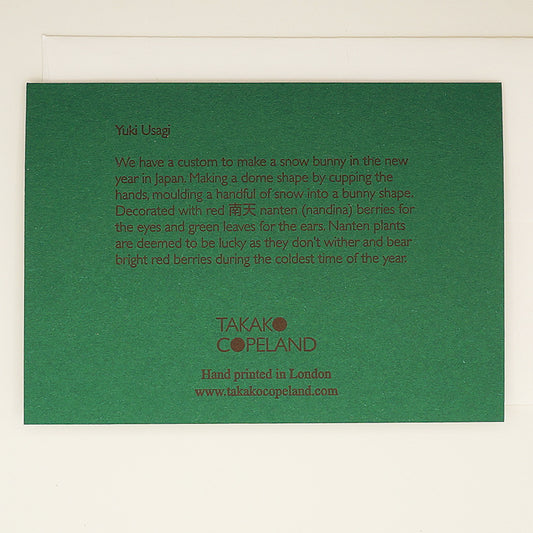 Yuki Usagi
We have a custom to make a snow bunny in the new
year in Japan. Making a dome shape by cupping the
hands, moulding a handful of snow into a bunny shape.
Decorated with red 南天 nanten (nandina) berries for
the eyes and green leaves for the ears. Nanten plants
are deemed to be lucky as they don't wither and bear
bright red berries during the coldest time of the year.
TAKAKO
COPELAND
Hand printed in London
www.takakocopeland.com